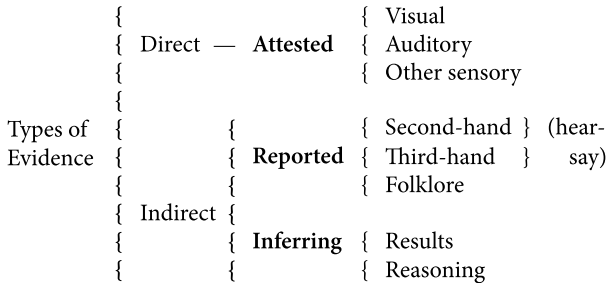 { { Visual
{ Direct — Attested { Auditory
{ { Other sensory
{
Types of { { { Second-hand } (hear-
Evidence { { Reported { Third-hand } say)
{ { { Folklore
{ Indirect {
{ { Inferring { Results
{ { { Reasoning